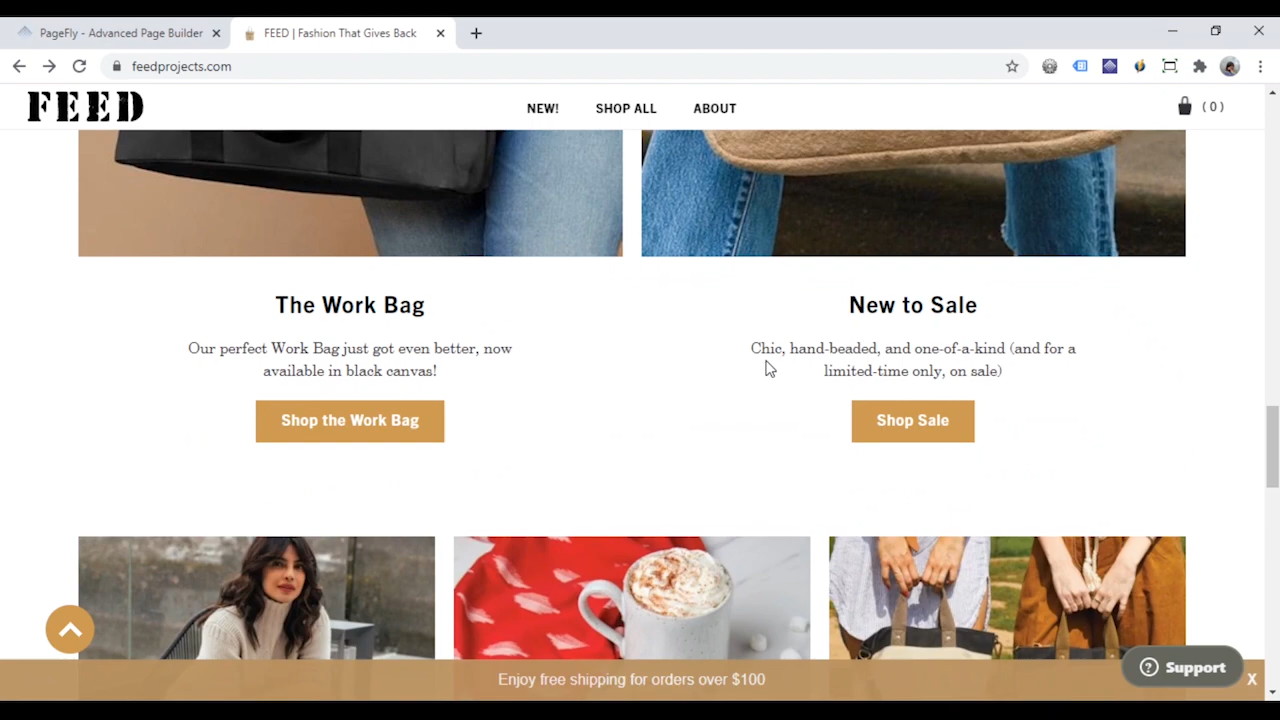 PageFly - Advanced Page Builder
FEED | Fashion That Gives Back
feedprojects.com
FEED
NEW!
SHOP ALL
ABOUT
( 0 )
The Work Bag
Our perfect Work Bag just got even better, now
available in black canvas!
Shop the Work Bag
New to Sale
Chic, hand-beaded, and one-of-a-kind (and for a
limited-time only, on sale)
Shop Sale
Support
Enjoy free shipping for orders over $100
X